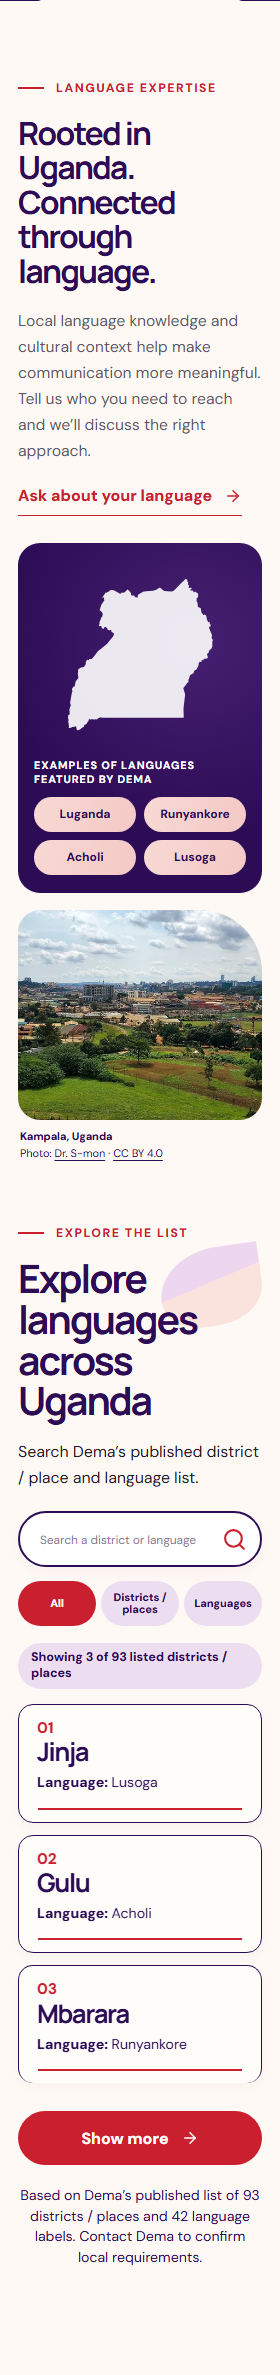 LANGUAGE EXPERTISE
Rooted in
Uganda.
Connected
through
language.
Local language knowledge and
cultural context help make
communication more meaningful.
Tell us who you need to reach
and we’ll discuss the right
approach.
Ask about your language →
EXAMPLES OF LANGUAGES
FEATURED BY DEMA
Luganda
Runyankore
Acholi
Lusoga
Kampala, Uganda
Photo: Dr. S-mon · CC BY 4.0
EXPLORE THE LIST
Explore
languages
across
Uganda
Search Dema’s published district
/ place and language list.
Search a district or language
All
Districts /
places
Languages
Showing 3 of 93 listed districts /
places
01
Jinja
Language: Lusoga
02
Gulu
Language: Acholi
03
Mbarara
Language: Runyankore
Show more →
Based on Dema’s published list of 93
districts / places and 42 language
labels. Contact Dema to confirm
local requirements.